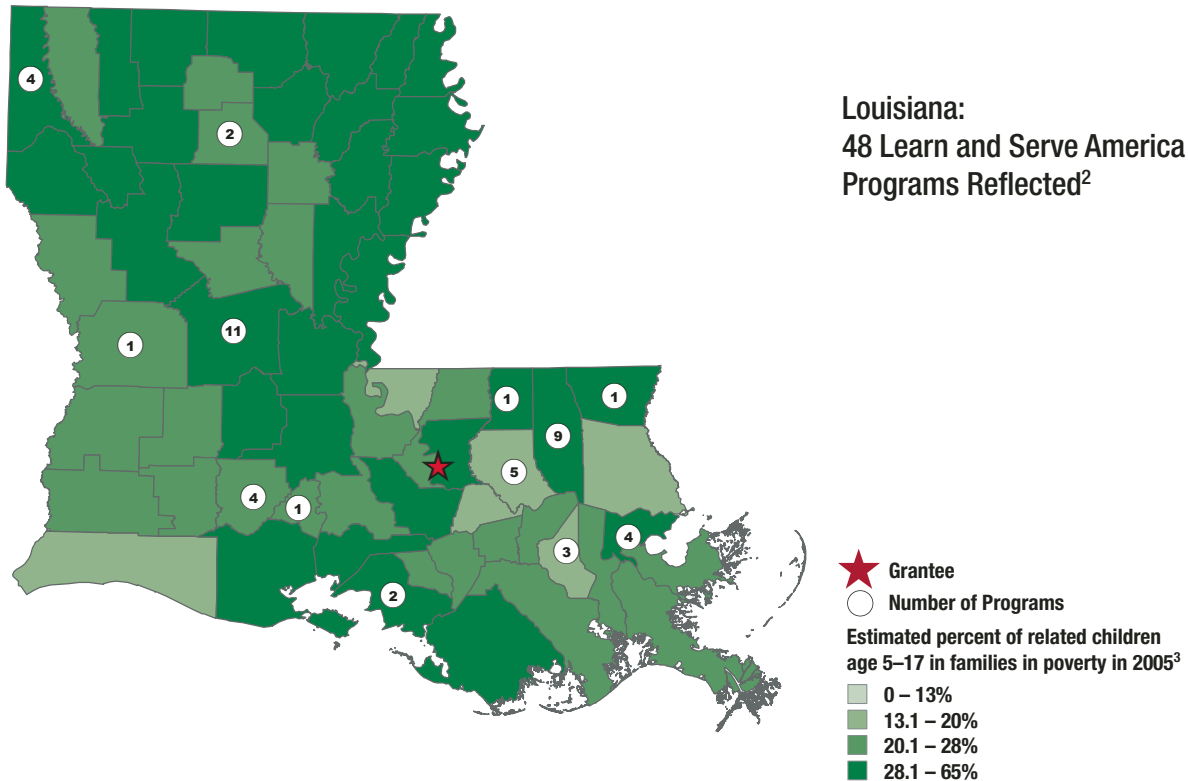 Louisiana:
48 Learn and Serve America
Programs Reflected²
4
2
1
11
1
1
9
5
4
1
3
4
2
Grantee
Number of Programs
Estimated percent of related children
age 5–17 in families in poverty in 2005³
0 – 13%
13.1 – 20%
20.1 – 28%
28.1 – 65%